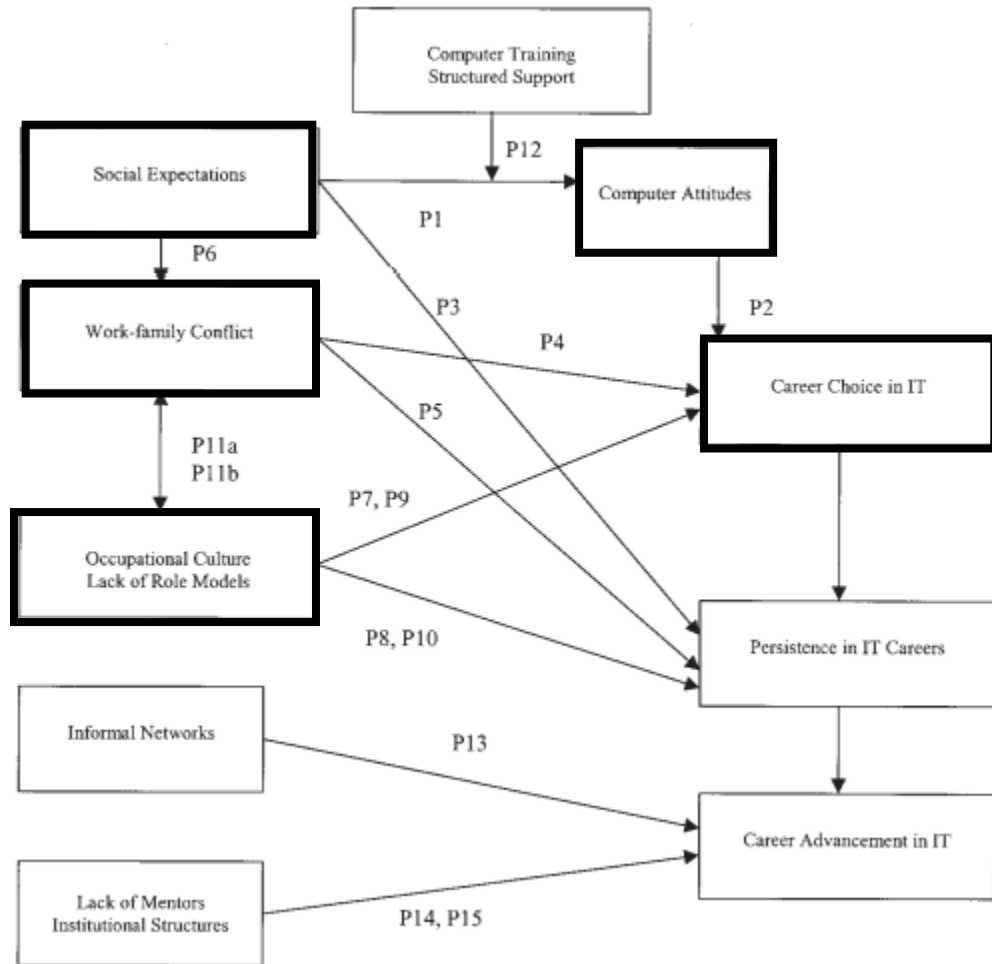 Computer Training
Structured Support
P12
Social Expectations
Computer Attitudes
P1
P6
P3
P2
Work-family Conflict
P4
Career Choice in IT
P5
P11a
P11b
P7, P9
Occupational Culture
Lack of Role Models
P8, P10
Persistence in IT Careers
Informal Networks
P13
Career Advancement in IT
Lack of Mentors
Institutional Structures
P14, P15